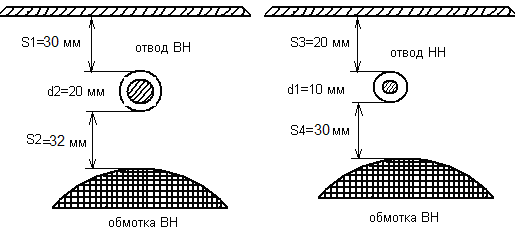 S1=30 мм
отвод ВН
d2=20 мм
S2=32 мм
обмотка ВН
S3=20 мм
отвод НН
d1=10 мм
S4=30 мм
обмотка ВН